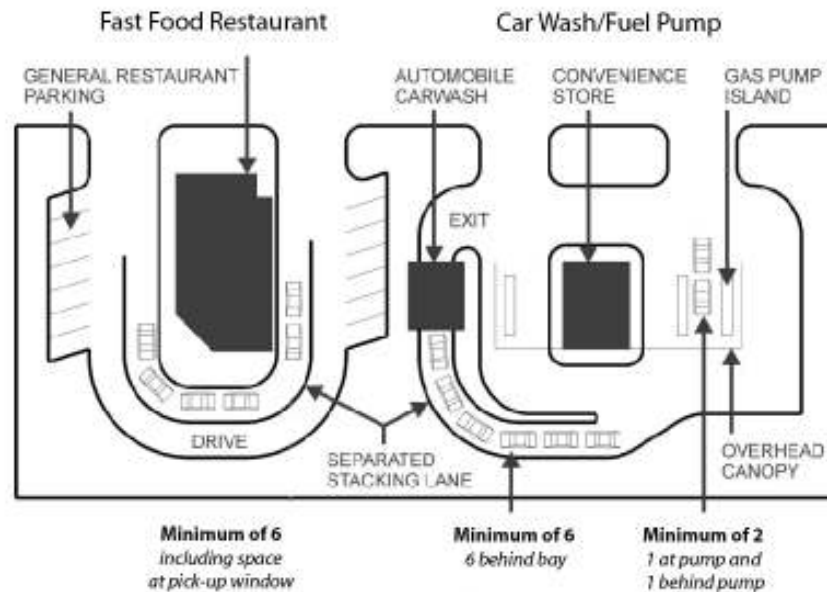 Fast Food Restaurant
Car Wash/Fuel Pump
GENERAL RESTAURANT
PARKING
AUTOMOBILE
CARWASH
CONVENIENCE
STORE
GAS PUMP
ISLAND
EXIT
DRIVE
SEPARATED
STACKING LANE
OVERHEAD
CANOPY
Minimum of 6
including space
at pick-up window
Minimum of 6
6 behind bay
Minimum of 2
1 at pump and
1 behind pump